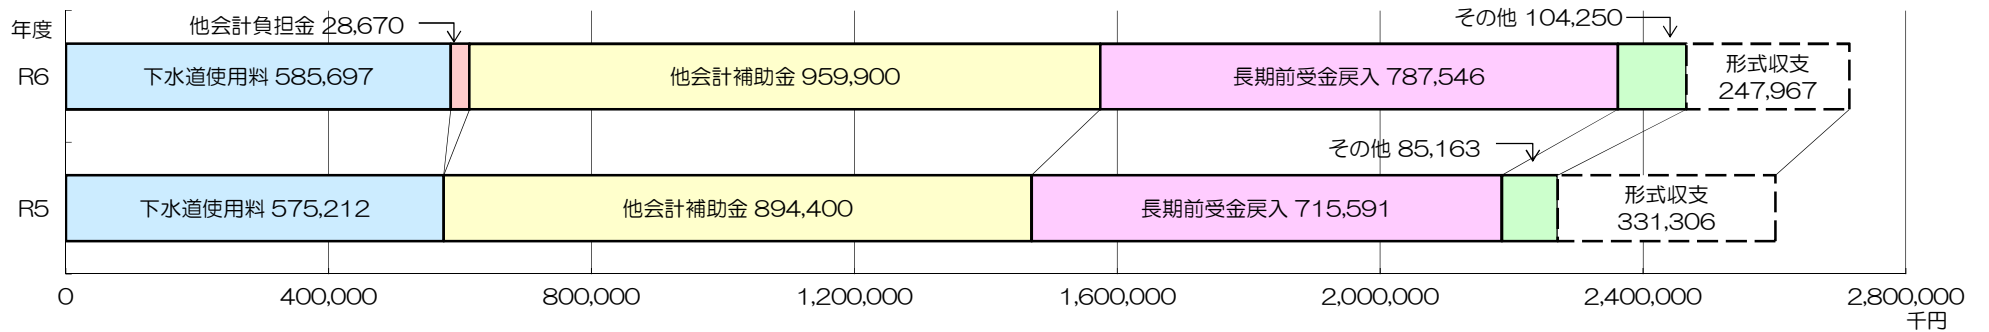 年度
他会計負担金 28,670
その他 104,250
R6
下水道使用料 585,697
他会計補助金 959,900
長期前受金戻入 787,546
形式収支
247,967
その他 85,163
R5
下水道使用料 575,212
他会計補助金 894,400
長期前受金戻入 715,591
形式収支
331,306
0
400,000
800,000
1,200,000
1,600,000
2,000,000
2,400,000
2,800,000
千円